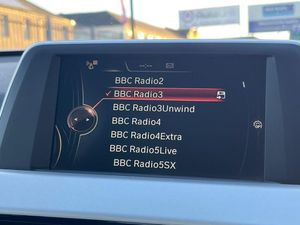 BBC Radio2
BBC Radio3
BBC Radio3Unwind
BBC Radio4
BBC Radio4Extra
BBC Radio5Live
BBC Radio5SX